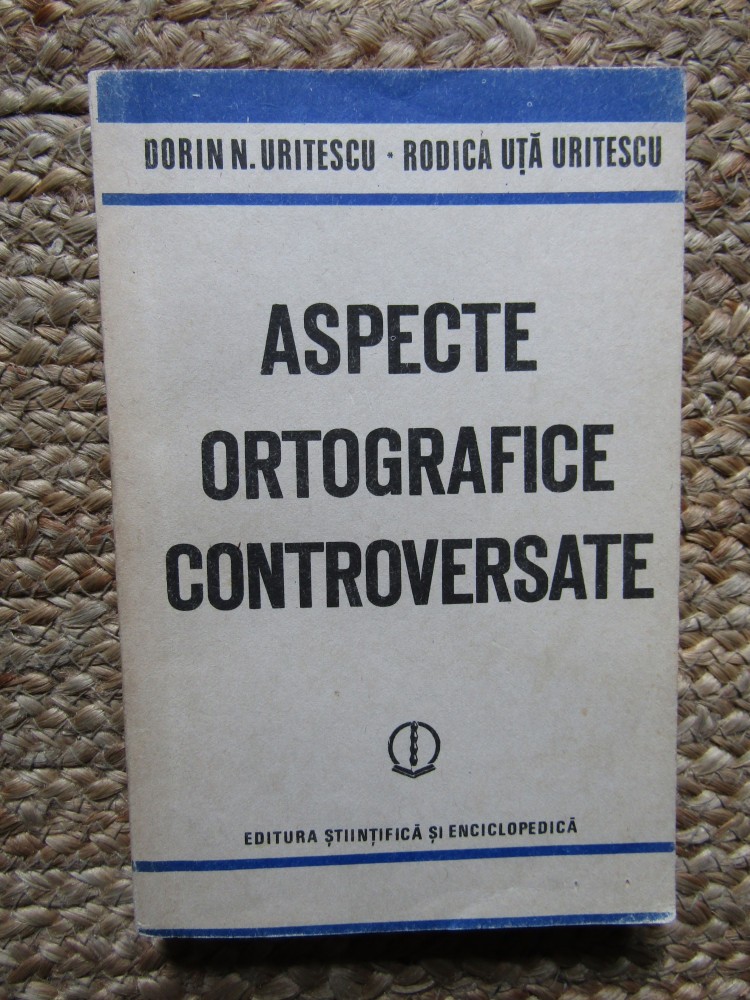 DORIN N. URITESCU * RODICA UȚĂ URITESCU
ASPECTE
ORTOGRAFICE
CONTROVERSATE
EDITURA ȘTIINȚIFICĂ ȘI ENCICLOPEDICĂ